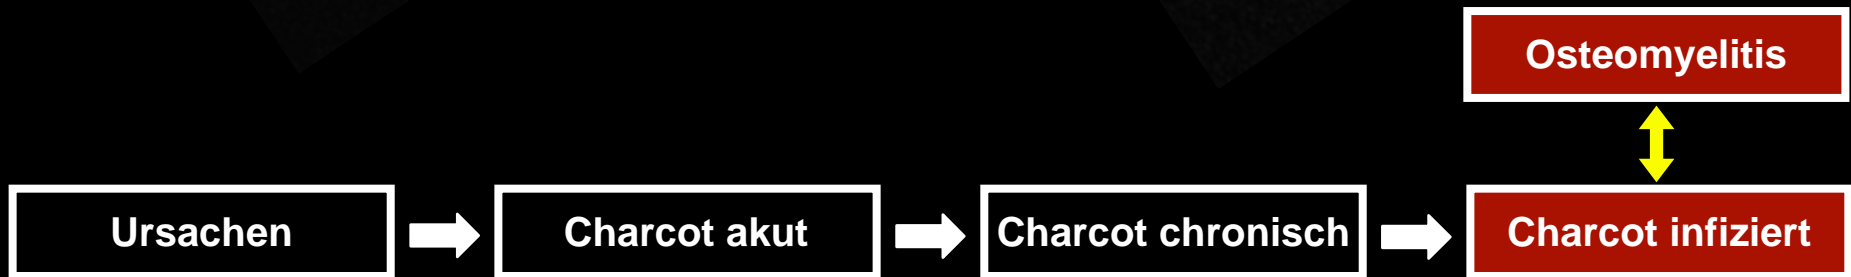 Osteomyelitis
Ursachen
Charcot akut
Charcot chronisch
Charcot infiziert